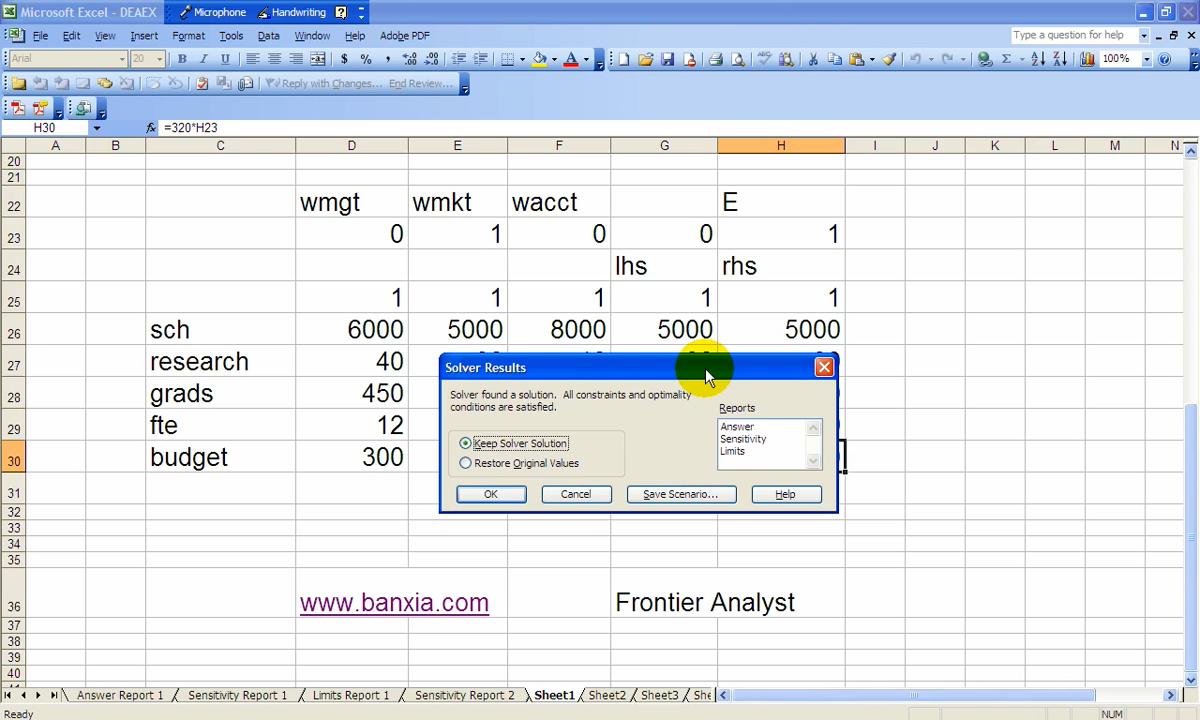 Microsoft Excel - DEAEX Microphone Handwriting
File Edit View Insert Format Tools Data Window Help Adobe PDF Type a question for help
Arial 20 B I U $ % , 100%
Reply with Changes... End Review...
H30 fx =320*H23
A B C D E F G H I J K L M N
20
21
22 wmgt wmkt wacct E
23 0 1 0 0 1
24 lhs rhs
25 1 1 1 1 1
26 sch 6000 5000 8000 5000 5000
27 research 40
28 grads 450
29 fte 12
30 budget 300
31
32
33
34
35
36 www.banxia.com Frontier Analyst
37
38
39
40
Solver Results
Solver found a solution. All constraints and optimality
conditions are satisfied.
Reports
Answer
Sensitivity
Limits
Keep Solver Solution
Restore Original Values
OK Cancel Save Scenario... Help
Answer Report 1 Sensitivity Report 1 Limits Report 1 Sensitivity Report 2 Sheet1 Sheet2 Sheet3 She
Ready NUM